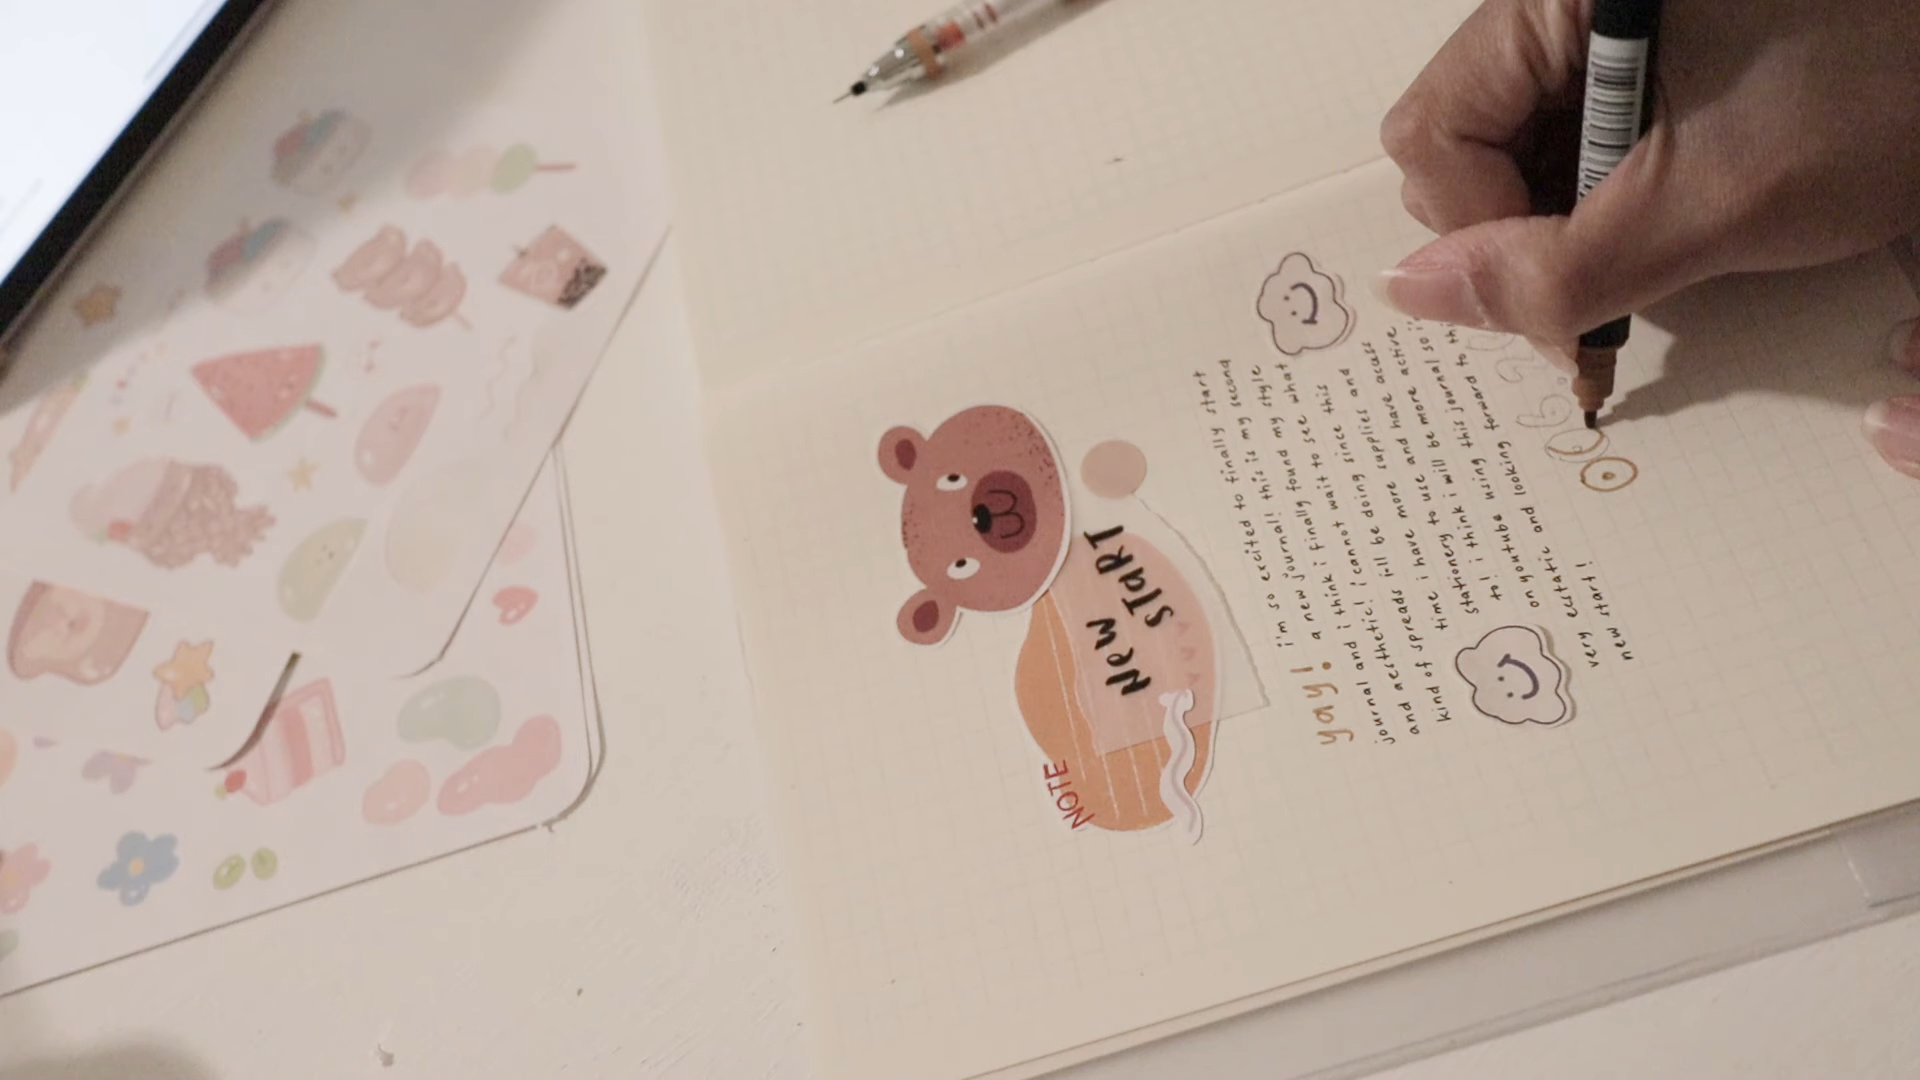 NOTE
New
START
yay! i'm so excited to finally start
a new journal! this is my second
journal and i think i finally found my style
and aesthetic! i cannot wait to see what
kind of spreads i'll be doing since this
time i have more supplies and
stationery to use and have access
to! i think i will be more active
on youtube using this journal so
very ecstatic and looking forward to
new start!